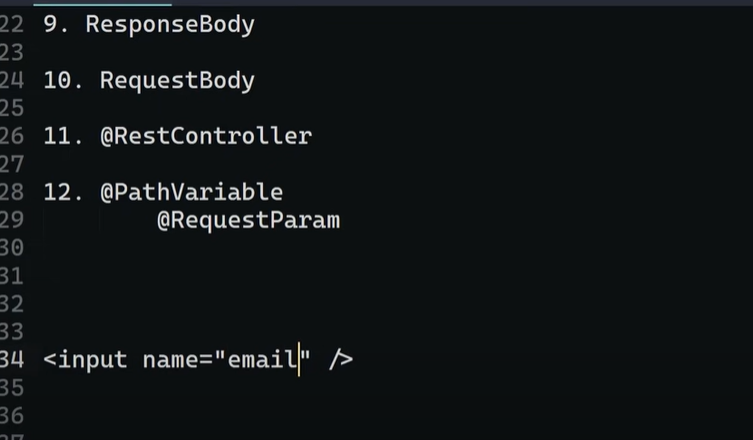 22 9. ResponseBody
23
24 10. RequestBody
25
26 11. @RestController
27
28 12. @PathVariable
29 @RequestParam
30
31
32
33
34 <input name="email" />
35
36